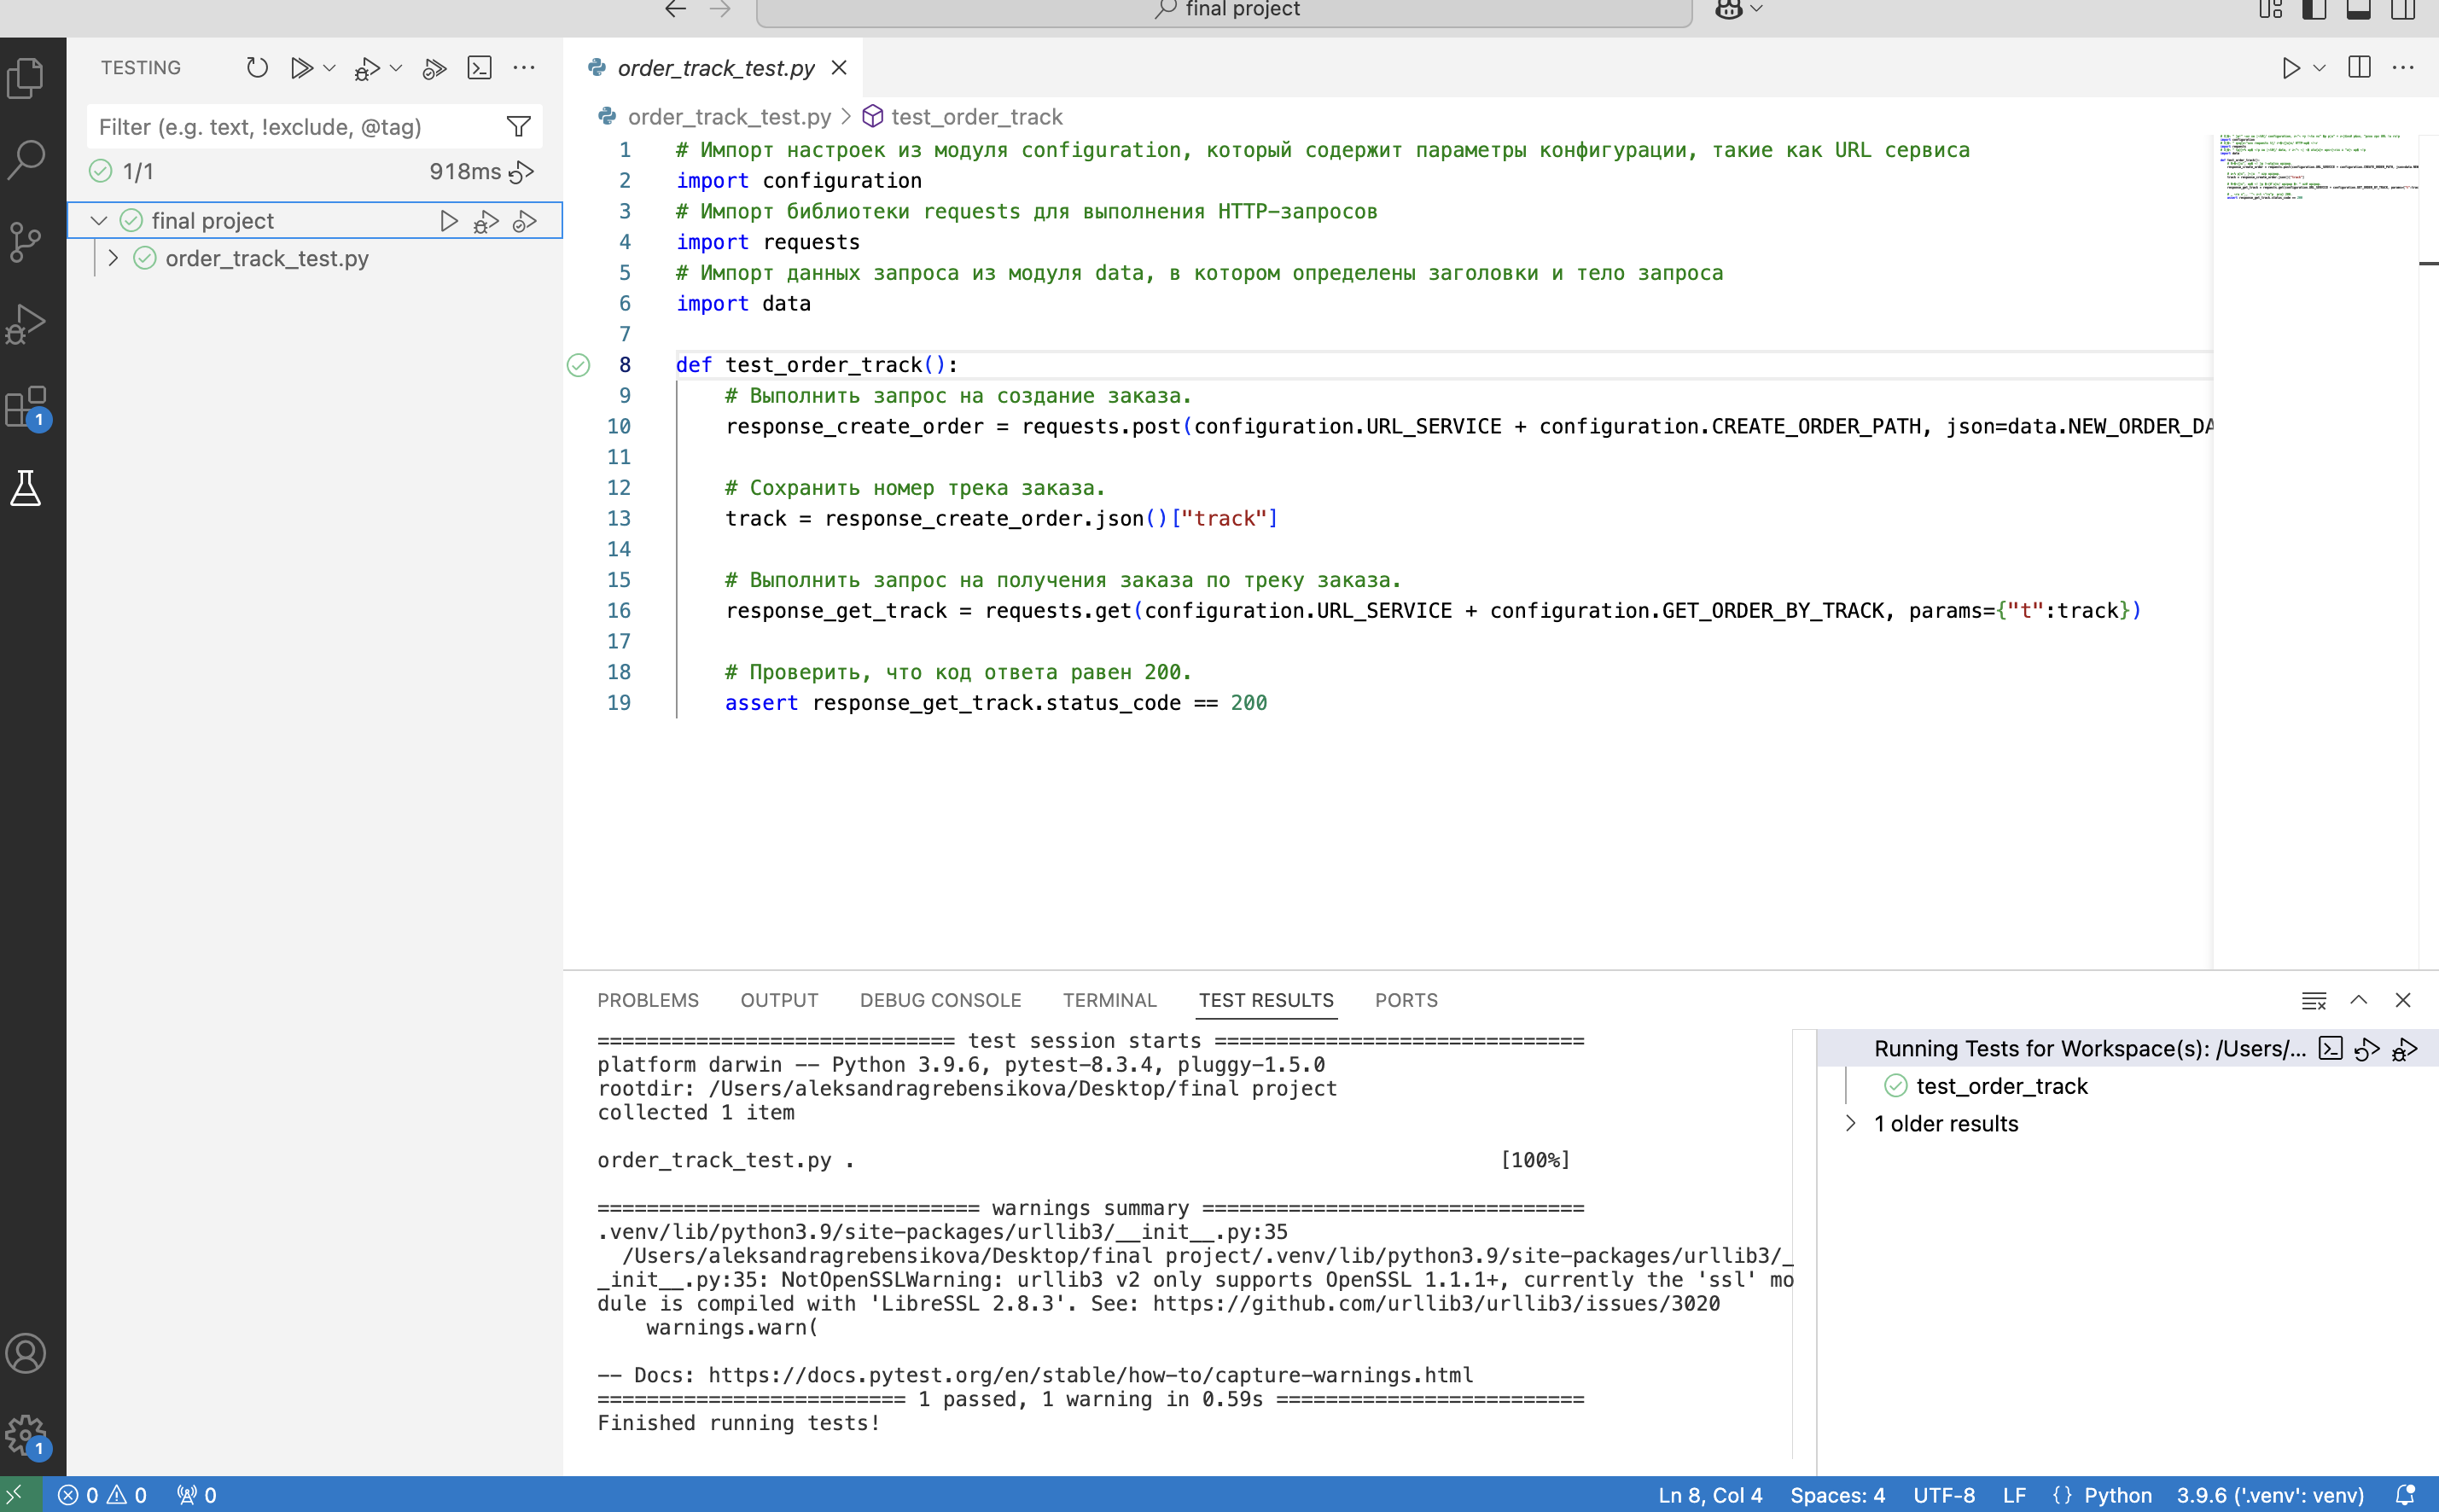 final project
TESTING
Filter (e.g. text, !exclude, @tag)
1/1
918ms
final project
order_track_test.py
1
order_track_test.py
order_track_test.py > test_order_track
1 # Импорт настроек из модуля configuration, который содержит параметры конфигурации, такие как URL сервиса
2 import configuration
3 # Импорт библиотеки requests для выполнения HTTP-запросов
4 import requests
5 # Импорт данных запроса из модуля data, в котором определены заголовки и тело запроса
6 import data
7
8 def test_order_track():
9 # Выполнить запрос на создание заказа.
10 response_create_order = requests.post(configuration.URL_SERVICE + configuration.CREATE_ORDER_PATH, json=data.NEW_ORDER_DA
11
12 # Сохранить номер трека заказа.
13 track = response_create_order.json()["track"]
14
15 # Выполнить запрос на получения заказа по треку заказа.
16 response_get_track = requests.get(configuration.URL_SERVICE + configuration.GET_ORDER_BY_TRACK, params={"t":track})
17
18 # Проверить, что код ответа равен 200.
19 assert response_get_track.status_code == 200
PROBLEMS OUTPUT DEBUG CONSOLE TERMINAL TEST RESULTS PORTS
============================= test session starts ==============================
platform darwin -- Python 3.9.6, pytest-8.3.4, pluggy-1.5.0
rootdir: /Users/aleksandragrebensikova/Desktop/final project
collected 1 item
order_track_test.py . [100%]
=============================== warnings summary ===============================
.venv/lib/python3.9/site-packages/urllib3/__init__.py:35
/Users/aleksandragrebensikova/Desktop/final project/.venv/lib/python3.9/site-packages/urllib3/_
_init__.py:35: NotOpenSSLWarning: urllib3 v2 only supports OpenSSL 1.1.1+, currently the 'ssl' mo
dule is compiled with 'LibreSSL 2.8.3'. See: https://github.com/urllib3/urllib3/issues/3020
warnings.warn(
-- Docs: https://docs.pytest.org/en/stable/how-to/capture-warnings.html
========================= 1 passed, 1 warning in 0.59s =========================
Finished running tests!
Running Tests for Workspace(s): /Users/...
test_order_track
1 older results
1
0 0 0
Ln 8, Col 4 Spaces: 4 UTF-8 LF {} Python 3.9.6 ('.venv': venv)